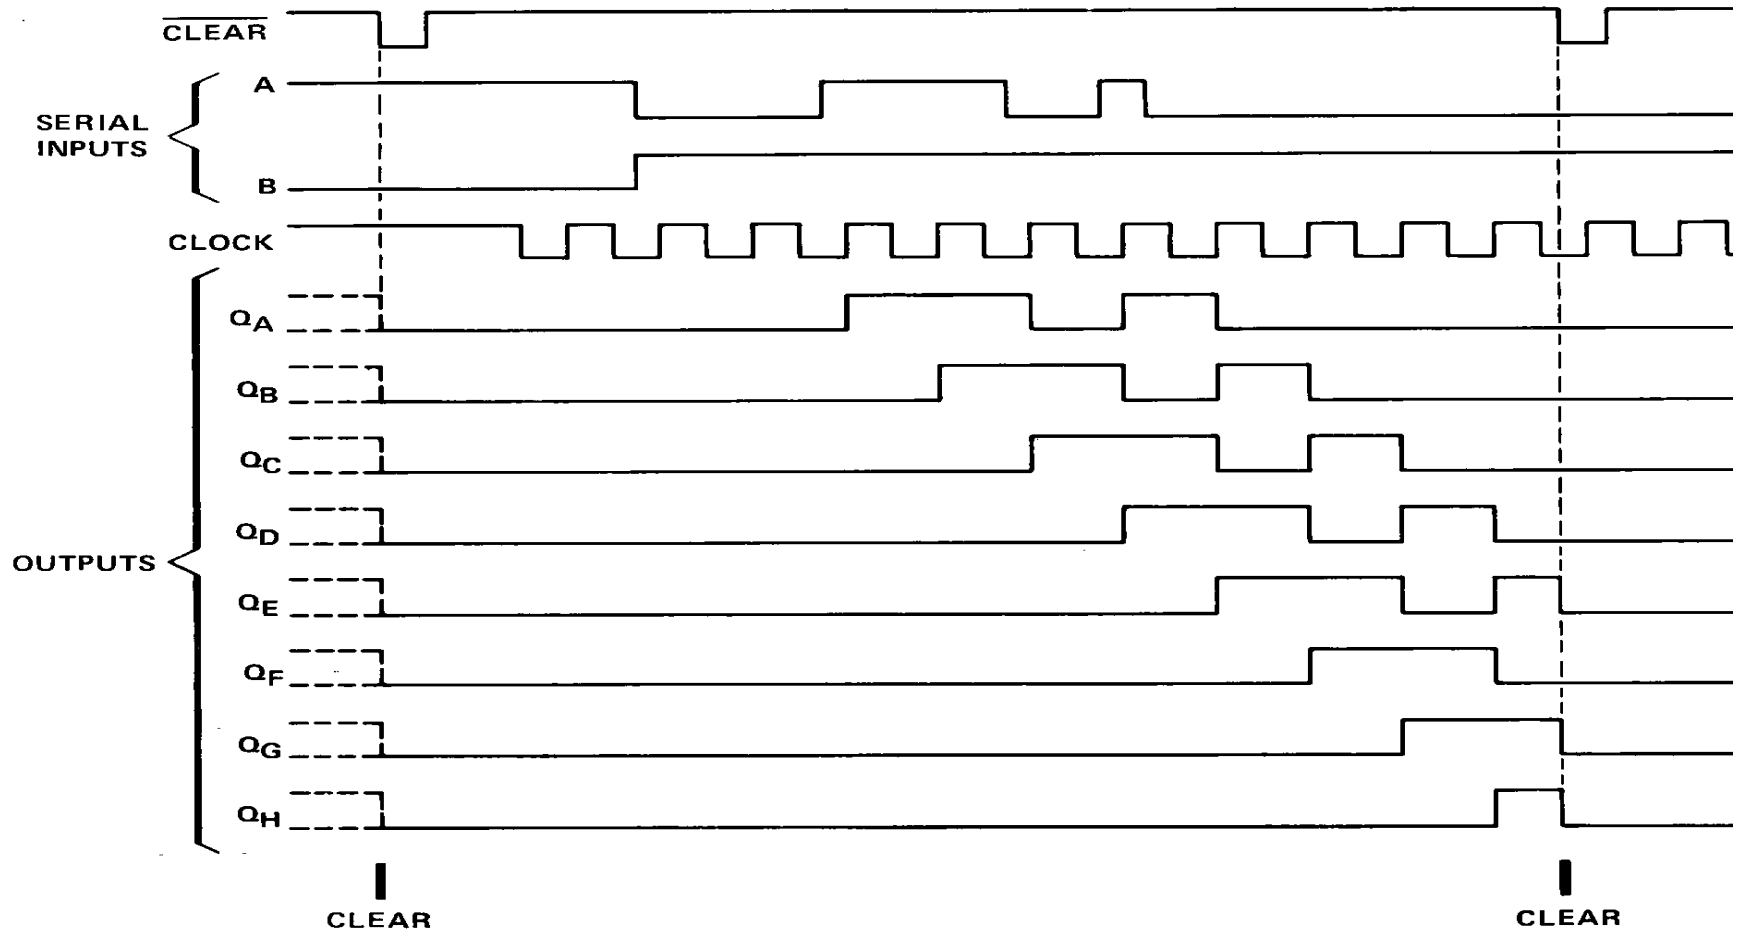 CLEAR
A
SERIAL
INPUTS
B
CLOCK
QA
QB
QC
QD
OUTPUTS
QE
QF
QG
QH
CLEAR CLEAR